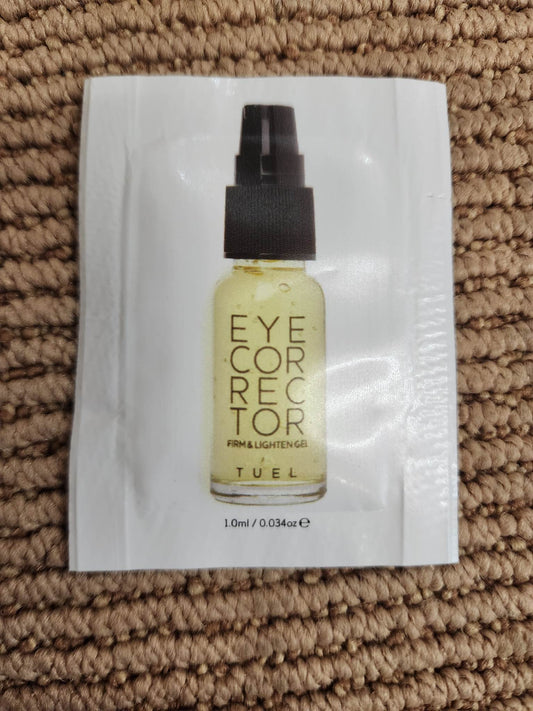 EYE
COR
REC
TOR
FIRM & LIGHTEN GEL
TUEL
1.0ml / 0.034oz ℮